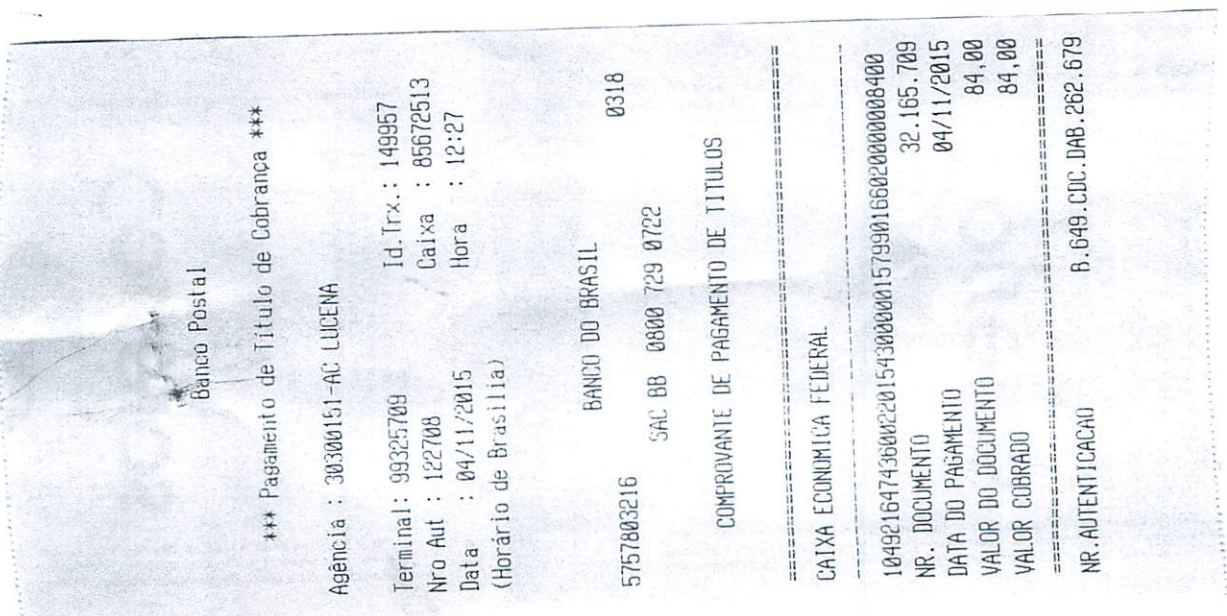 Banco Postal
*** Pagamento de Título de Cobrança ***
Agência : 30300151-AC LUCENA
Terminal: 99325709 Id.Trx.: 149957
Nro Aut : 122708 Caixa : 85672513
Data : 04/11/2015 Hora : 12:27
(Horário de Brasília)
BANCO DO BRASIL
5757803216 0318
SAC BB 0800 729 0722
COMPROVANTE DE PAGAMENTO DE TITULOS
CAIXA ECONOMICA FEDERAL
10492164743600220154300000157990166020000008400
NR. DOCUMENTO 32.165.709
DATA DO PAGAMENTO 04/11/2015
VALOR DO DOCUMENTO 84,00
VALOR COBRADO 84,00
NR.AUTENTICACAO B.649.CDC.DAB.262.679